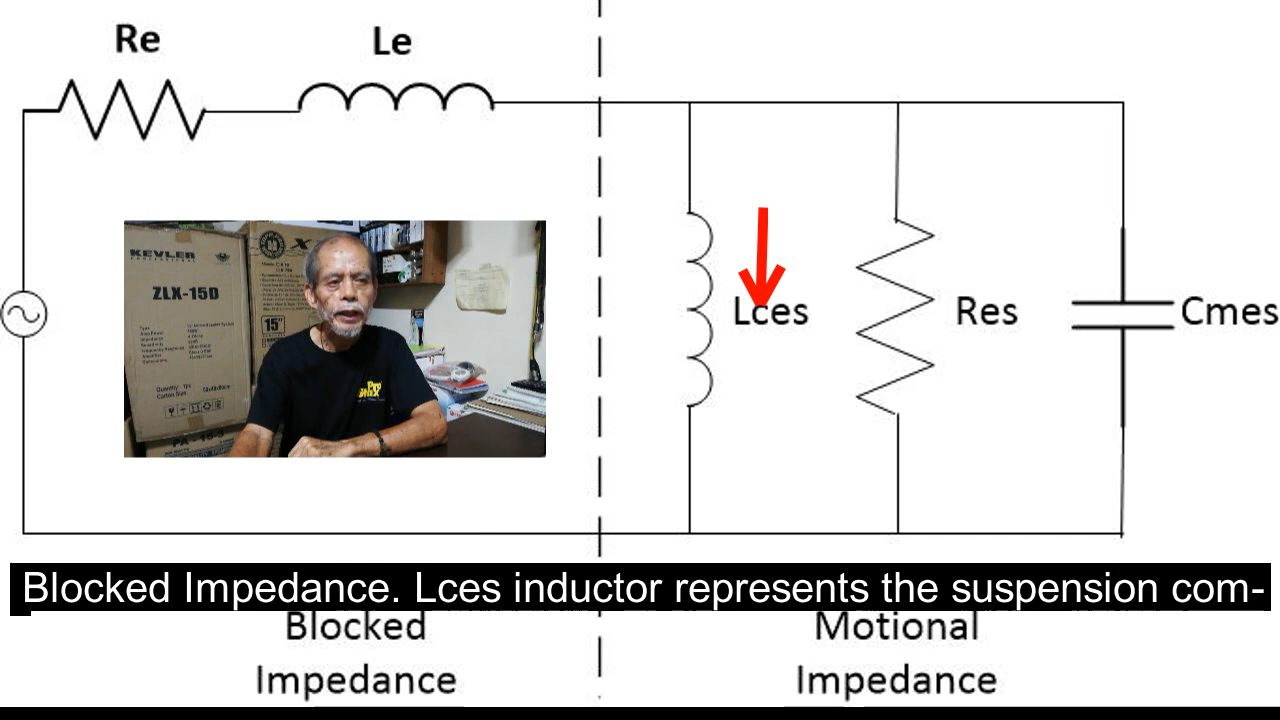 Re
Le
KEVLER
ZLX-15D
X
15"
Lces
Res
Cmes
Blocked Impedance. Lces inductor represents the suspension com-
Blocked
Impedance
Motional
Impedance